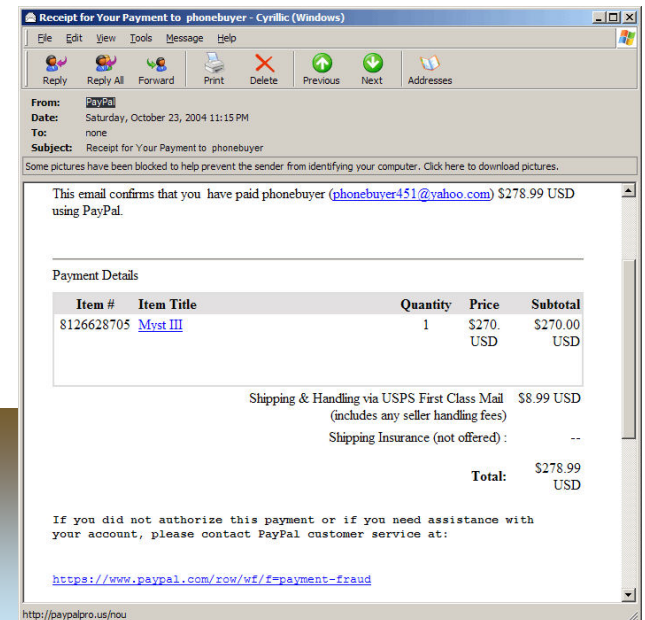 Receipt for Your Payment to phonebuyer - Cyrillic (Windows)
File Edit View Tools Message Help
Reply Reply All Forward Print Delete Previous Next Addresses
From: PayPal
Date: Saturday, October 23, 2004 11:15 PM
To: none
Subject: Receipt for Your Payment to phonebuyer
Some pictures have been blocked to help prevent the sender from identifying your computer. Click here to download pictures.
This email confirms that you have paid phonebuyer (phonebuyer451@yahoo.com) $278.99 USD
using PayPal.
Payment Details
Item # Item Title Quantity Price Subtotal
8126628705 Myst III 1 $270. $270.00
USD USD
Shipping & Handling via USPS First Class Mail $8.99 USD
(includes any seller handling fees)
Shipping Insurance (not offered) : --
Total: $278.99
USD
If you did not authorize this payment or if you need assistance with
your account, please contact PayPal customer service at:
https://www.paypal.com/row/wf/f=payment-fraud
http://paypalpro.us/nou